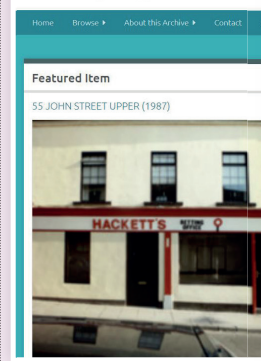 Home Browse About this Archive Contact
Featured Item
55 JOHN STREET UPPER (1987)
HACKETT'S BETTING OFFICE